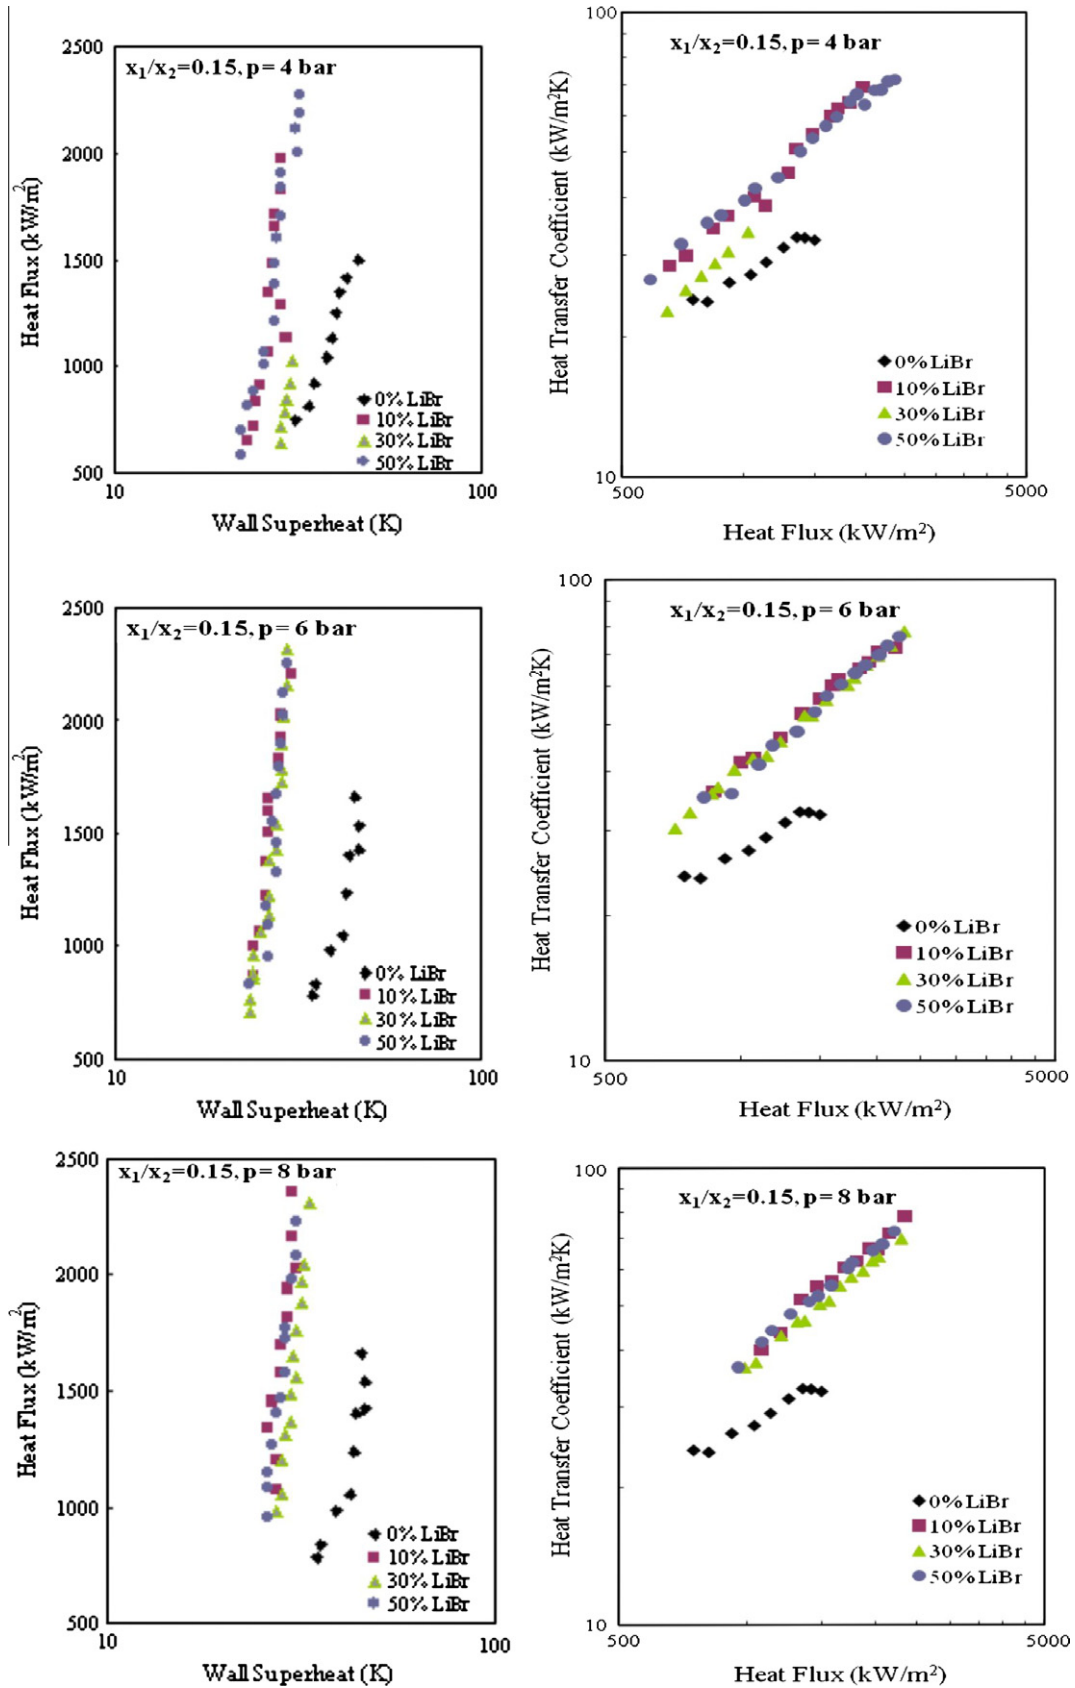 x₁/x₂=0.15, p= 4 bar
2500
2000
1500
1000
500
10
100
Heat Flux (kW/m²)
Wall Superheat (K)
0% LiBr
10% LiBr
30% LiBr
50% LiBr
x₁/x₂=0.15, p= 4 bar
100
10
500
5000
Heat Transfer Coefficient (kW/m²K)
Heat Flux (kW/m²)
0% LiBr
10% LiBr
30% LiBr
50% LiBr
x₁/x₂=0.15, p= 6 bar
2500
2000
1500
1000
500
10
100
Heat Flux (kW/m²)
Wall Superheat (K)
0% LiBr
10% LiBr
30% LiBr
50% LiBr
x₁/x₂=0.15, p= 6 bar
100
10
500
5000
Heat Transfer Coefficient (kW/m²K)
Heat Flux (kW/m²)
0% LiBr
10% LiBr
30% LiBr
50% LiBr
x₁/x₂=0.15, p= 8 bar
2500
2000
1500
1000
500
10
100
Heat Flux (kW/m²)
Wall Superheat (K)
0% LiBr
10% LiBr
30% LiBr
50% LiBr
x₁/x₂=0.15, p= 8 bar
100
10
500
5000
Heat Transfer Coefficient (kW/m²K)
Heat Flux (kW/m²)
0% LiBr
10% LiBr
30% LiBr
50% LiBr